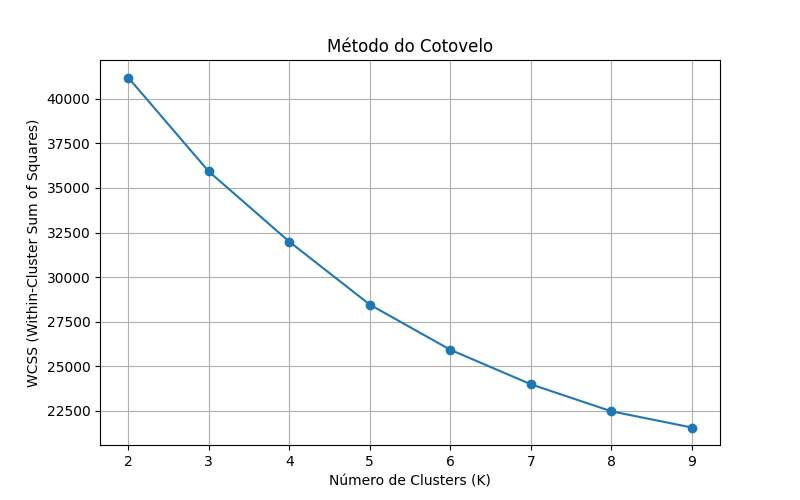 Método do Cotovelo
WCSS (Within-Cluster Sum of Squares)
40000
37500
35000
32500
30000
27500
25000
22500
2 3 4 5 6 7 8 9
Número de Clusters (K)